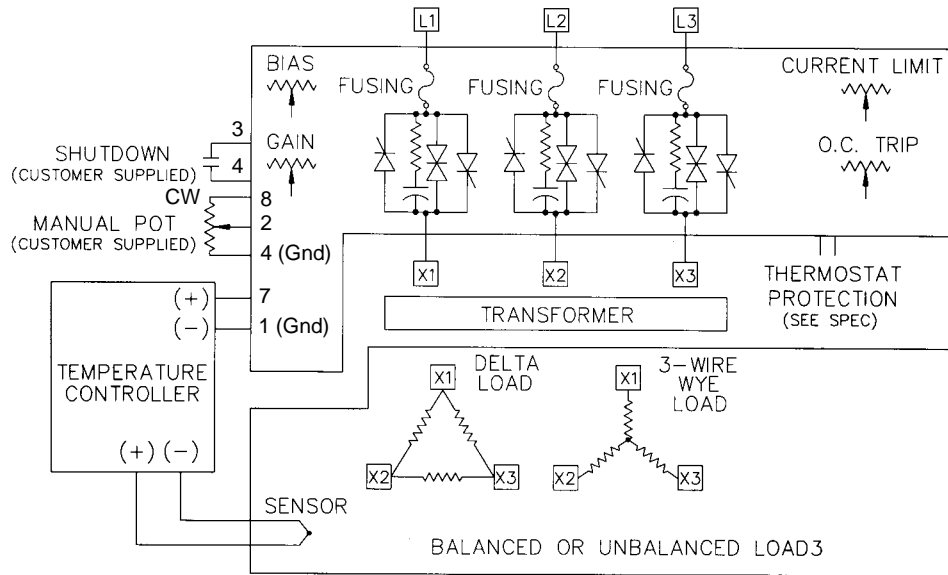 L1
L2
L3
BIAS
FUSING
FUSING
FUSING
CURRENT LIMIT
3
GAIN
O.C. TRIP
SHUTDOWN
(CUSTOMER SUPPLIED)
4
CW
8
MANUAL POT
(CUSTOMER SUPPLIED)
2
4 (Gnd)
X1
X2
X3
THERMOSTAT
PROTECTION
(SEE SPEC)
(+)
7
(-)
1 (Gnd)
TRANSFORMER
TEMPERATURE
CONTROLLER
(+)
(-)
DELTA
LOAD
X1
X2
X3
3-WIRE
WYE
LOAD
X1
X2
X3
SENSOR
BALANCED OR UNBALANCED LOAD3